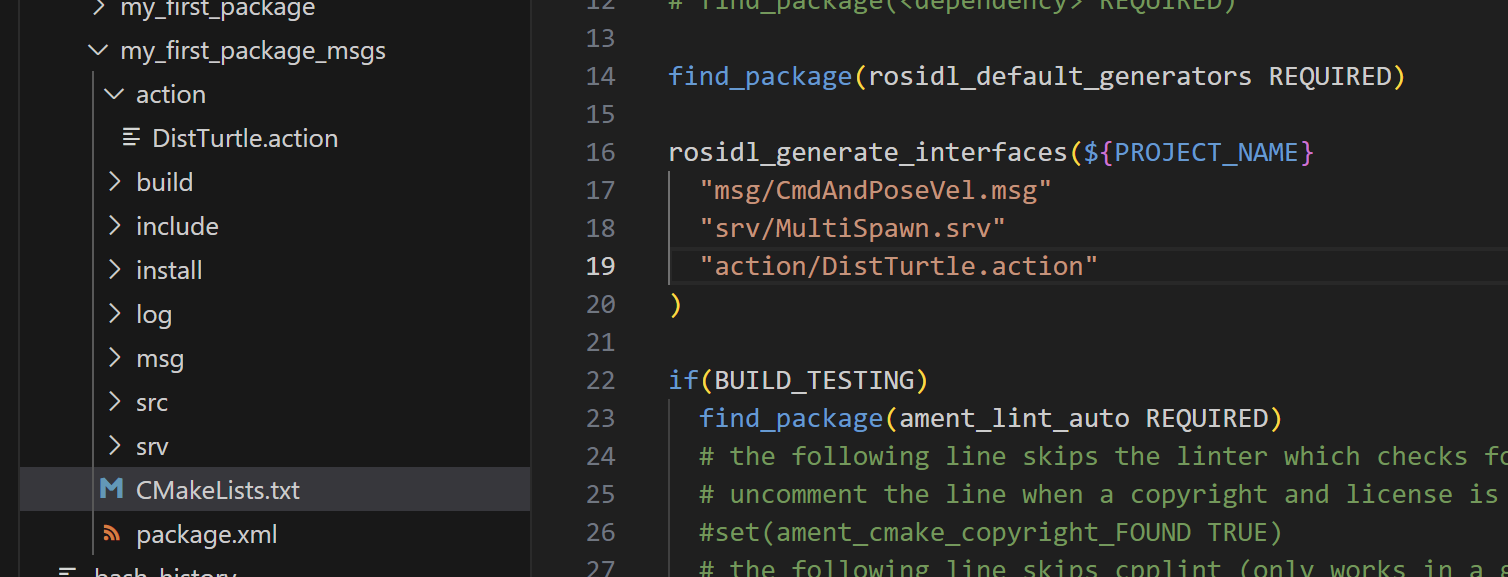 my_first_package
my_first_package_msgs
action
DistTurtle.action
build
include
install
log
msg
src
srv
CMakeLists.txt
package.xml
bash_history
12 # find_package(<dependency> REQUIRED)
13
14 find_package(rosidl_default_generators REQUIRED)
15
16 rosidl_generate_interfaces(${PROJECT_NAME}
17 "msg/CmdAndPoseVel.msg"
18 "srv/MultiSpawn.srv"
19 "action/DistTurtle.action"
20 )
21
22 if(BUILD_TESTING)
23 find_package(ament_lint_auto REQUIRED)
24 # the following line skips the linter which checks fo
25 # uncomment the line when a copyright and license is
26 #set(ament_cmake_copyright_FOUND TRUE)
27 # the following line skips cpplint (only works in a